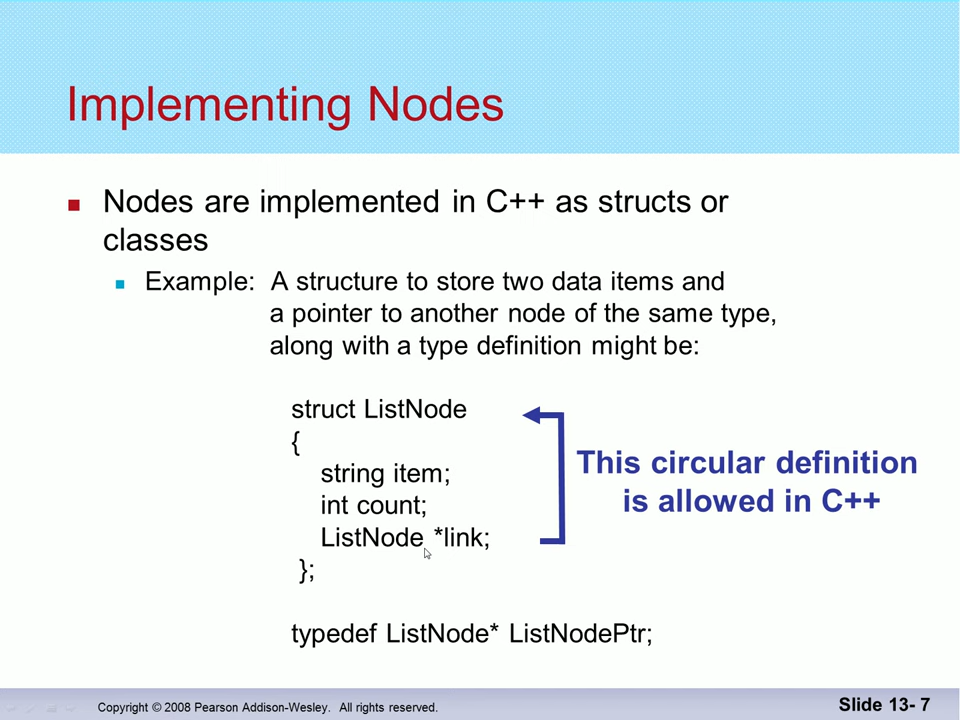 Implementing Nodes
Nodes are implemented in C++ as structs or
classes
Example: A structure to store two data items and
a pointer to another node of the same type,
along with a type definition might be:
struct ListNode
{
string item;
int count;
ListNode *link;
};
This circular definition
is allowed in C++
typedef ListNode* ListNodePtr;
Copyright © 2008 Pearson Addison-Wesley. All rights reserved.
Slide 13- 7